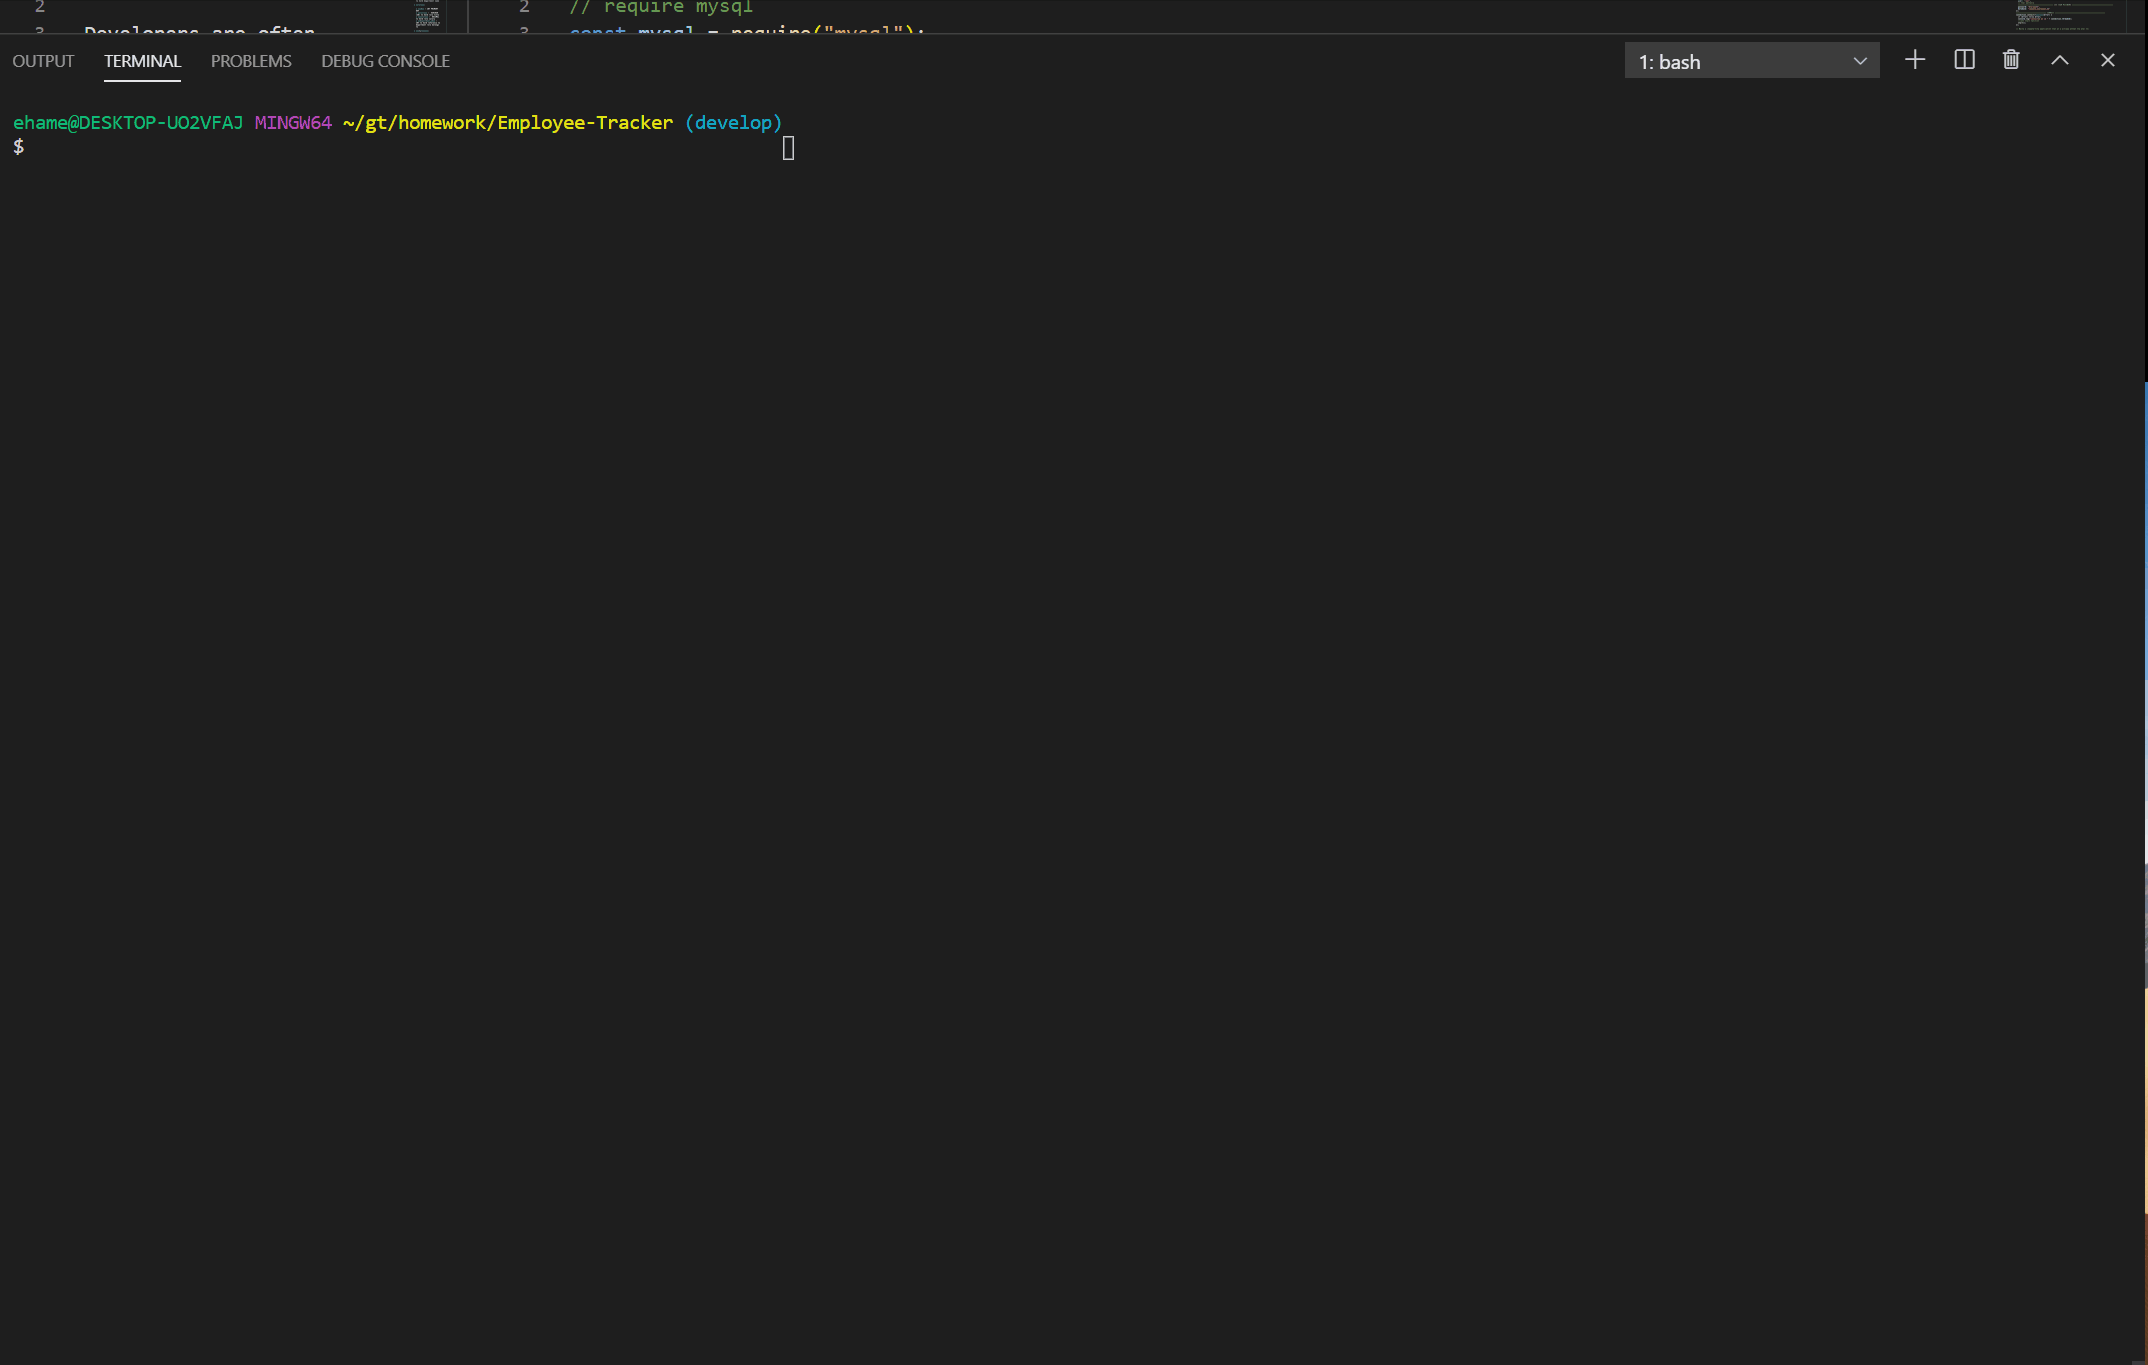 2
2 // require mysql
3 Developers are often
3 const mysql = require("mysql");
OUTPUT TERMINAL PROBLEMS DEBUG CONSOLE
1: bash
ehame@DESKTOP-UO2VFAJ MINGW64 ~/gt/homework/Employee-Tracker (develop)
$